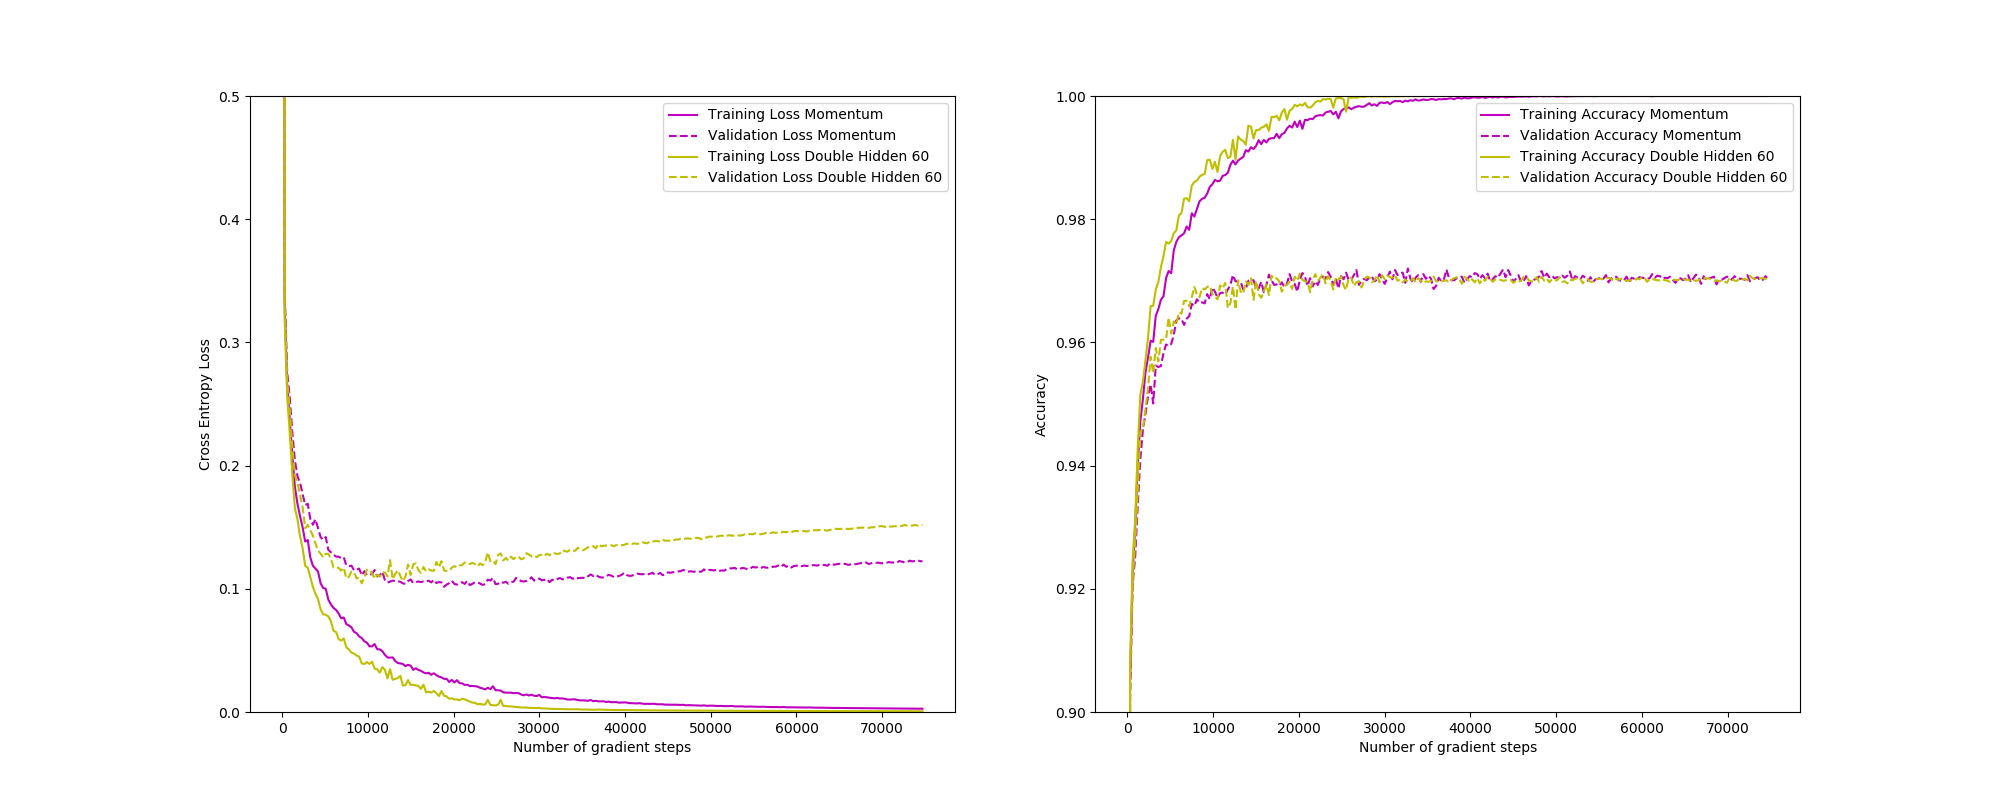 0.5
0.4
0.3
0.2
0.1
0.0
Cross Entropy Loss
Training Loss Momentum
Validation Loss Momentum
Training Loss Double Hidden 60
Validation Loss Double Hidden 60
0 10000 20000 30000 40000 50000 60000 70000
Number of gradient steps
1.00
0.98
0.96
0.94
0.92
0.90
Accuracy
Training Accuracy Momentum
Validation Accuracy Momentum
Training Accuracy Double Hidden 60
Validation Accuracy Double Hidden 60
0 10000 20000 30000 40000 50000 60000 70000
Number of gradient steps